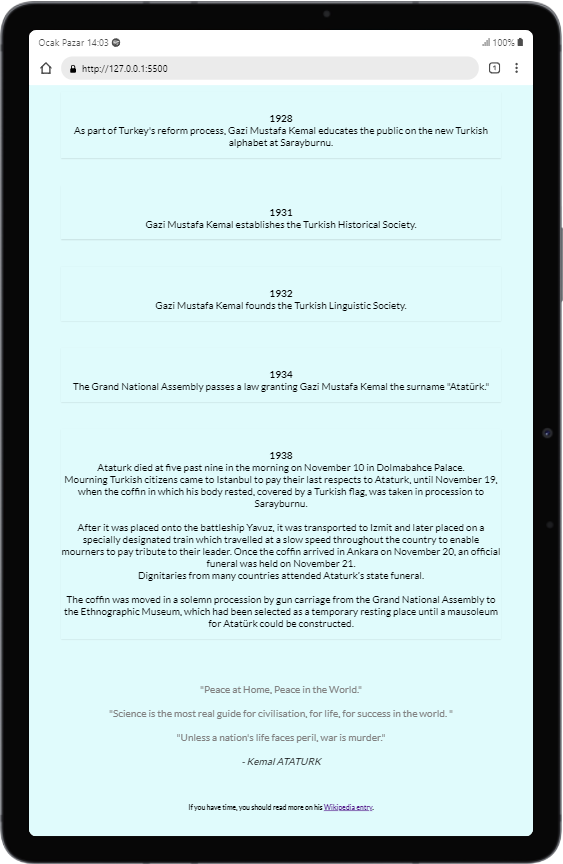 Ocak Pazar 14:03
100%
http://127.0.0.1:5500
1
1928
As part of Turkey's reform process, Gazi Mustafa Kemal educates the public on the new Turkish
alphabet at Sarayburnu.
1931
Gazi Mustafa Kemal establishes the Turkish Historical Society.
1932
Gazi Mustafa Kemal founds the Turkish Linguistic Society.
1934
The Grand National Assembly passes a law granting Gazi Mustafa Kemal the surname "Atatürk."
1938
Ataturk died at five past nine in the morning on November 10 in Dolmabahce Palace.
Mourning Turkish citizens came to Istanbul to pay their last respects to Ataturk, until November 19,
when the coffin in which his body rested, covered by a Turkish flag, was taken in procession to
Sarayburnu.
After it was placed onto the battleship Yavuz, it was transported to Izmit and later placed on a
specially designated train which travelled at a slow speed throughout the country to enable
mourners to pay tribute to their leader. Once the coffin arrived in Ankara on November 20, an official
funeral was held on November 21.
Dignitaries from many countries attended Ataturk's state funeral.
The coffin was moved in a solemn procession by gun carriage from the Grand National Assembly to
the Ethnographic Museum, which had been selected as a temporary resting place until a mausoleum
for Atatürk could be constructed.
"Peace at Home, Peace in the World."
"Science is the most real guide for civilisation, for life, for success in the world. "
"Unless a nation's life faces peril, war is murder."
- Kemal ATATURK
If you have time, you should read more on his Wikipedia entry.